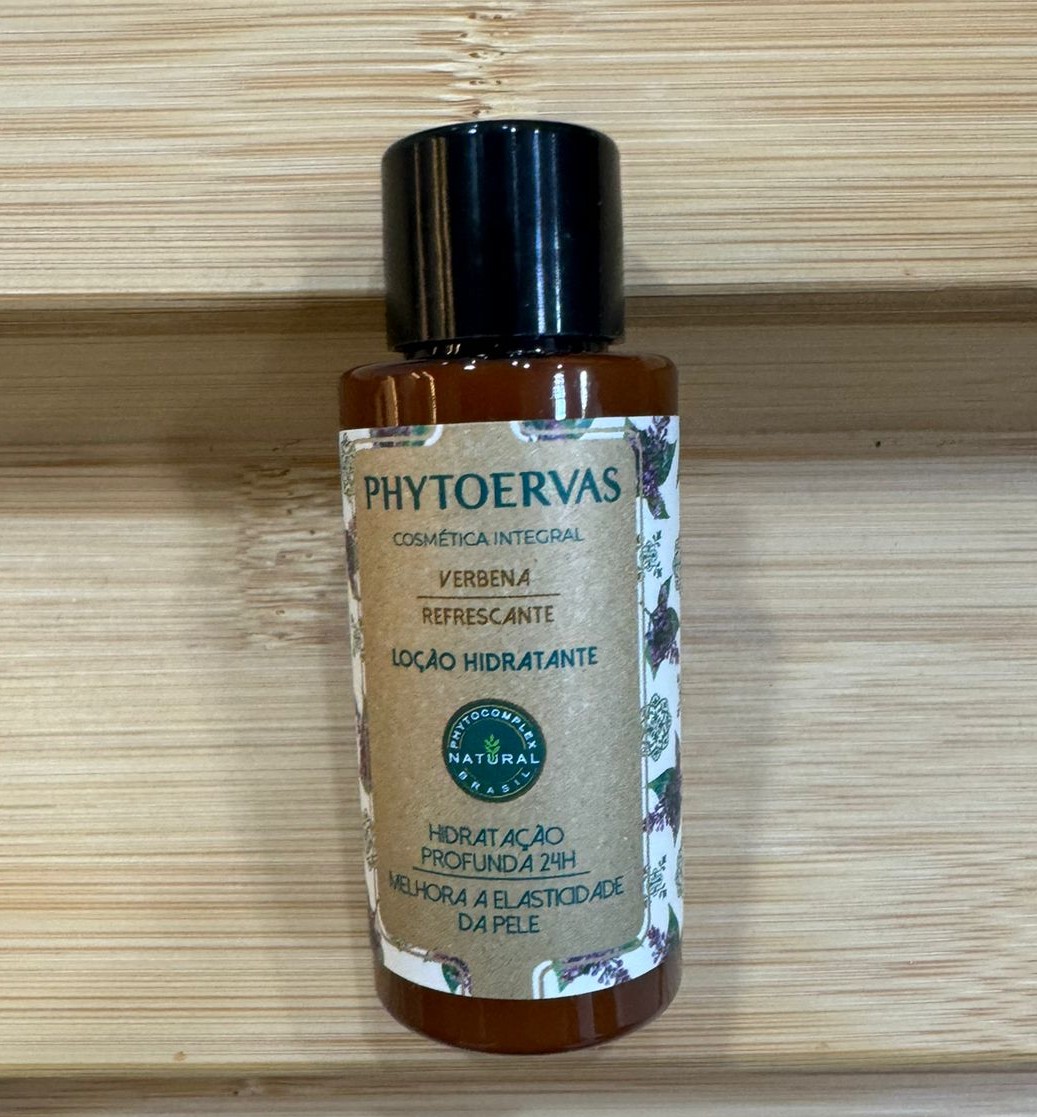 PHYTOERVAS
COSMÉTICA INTEGRAL
VERBENA
REFRESCANTE
LOÇÃO HIDRATANTE
PHYTOCOMPLEX
NATURAL
BRASIL
HIDRATAÇÃO
PROFUNDA 24H
MELHORA A ELASTICIDADE
DA PELE